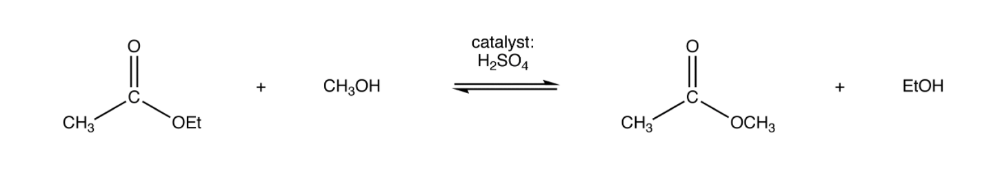 catalyst:
H₂SO₄
O
C
CH₃
OEt
+
CH₃OH
O
C
CH₃
OCH₃
+
EtOH